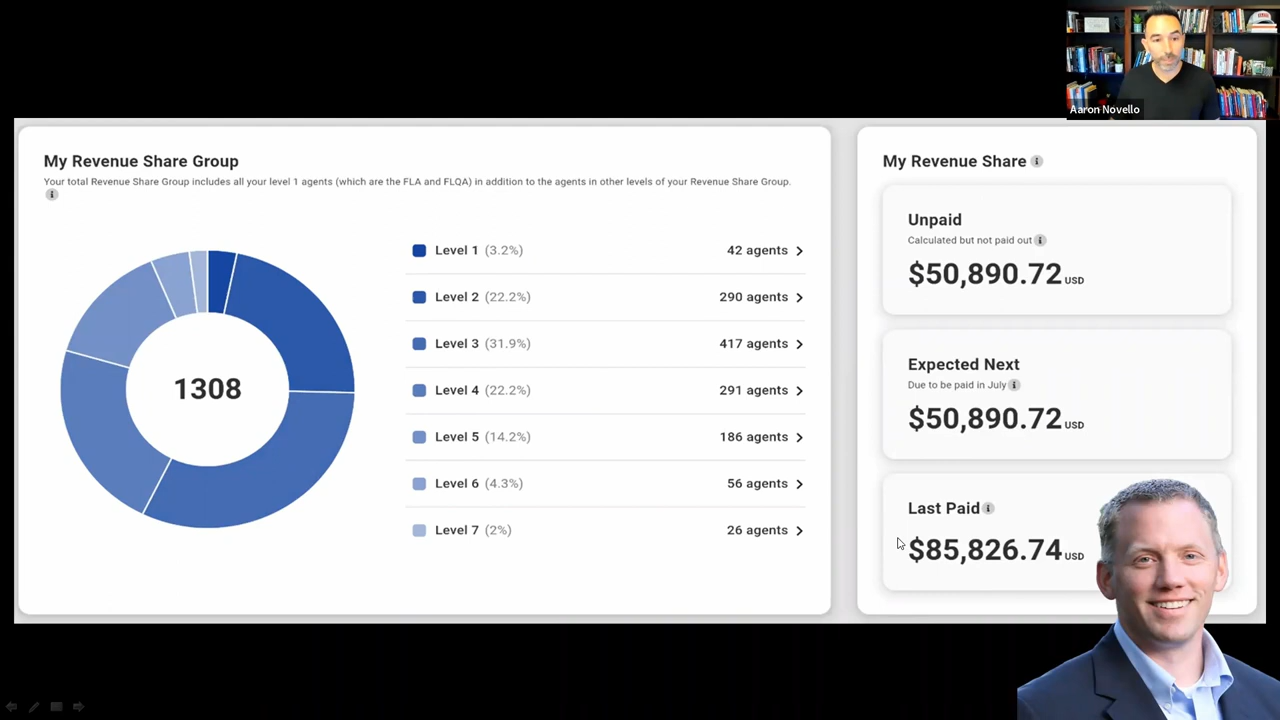 Aaron Novello
My Revenue Share Group
Your total Revenue Share Group includes all your level 1 agents (which are the FLA and FLQA) in addition to the agents in other levels of your Revenue Share Group.
1308
Level 1 (3.2%) 42 agents
Level 2 (22.2%) 290 agents
Level 3 (31.9%) 417 agents
Level 4 (22.2%) 291 agents
Level 5 (14.2%) 186 agents
Level 6 (4.3%) 56 agents
Level 7 (2%) 26 agents
My Revenue Share
Unpaid
Calculated but not paid out
$50,890.72 USD
Expected Next
Due to be paid in July
$50,890.72 USD
Last Paid
$85,826.74 USD